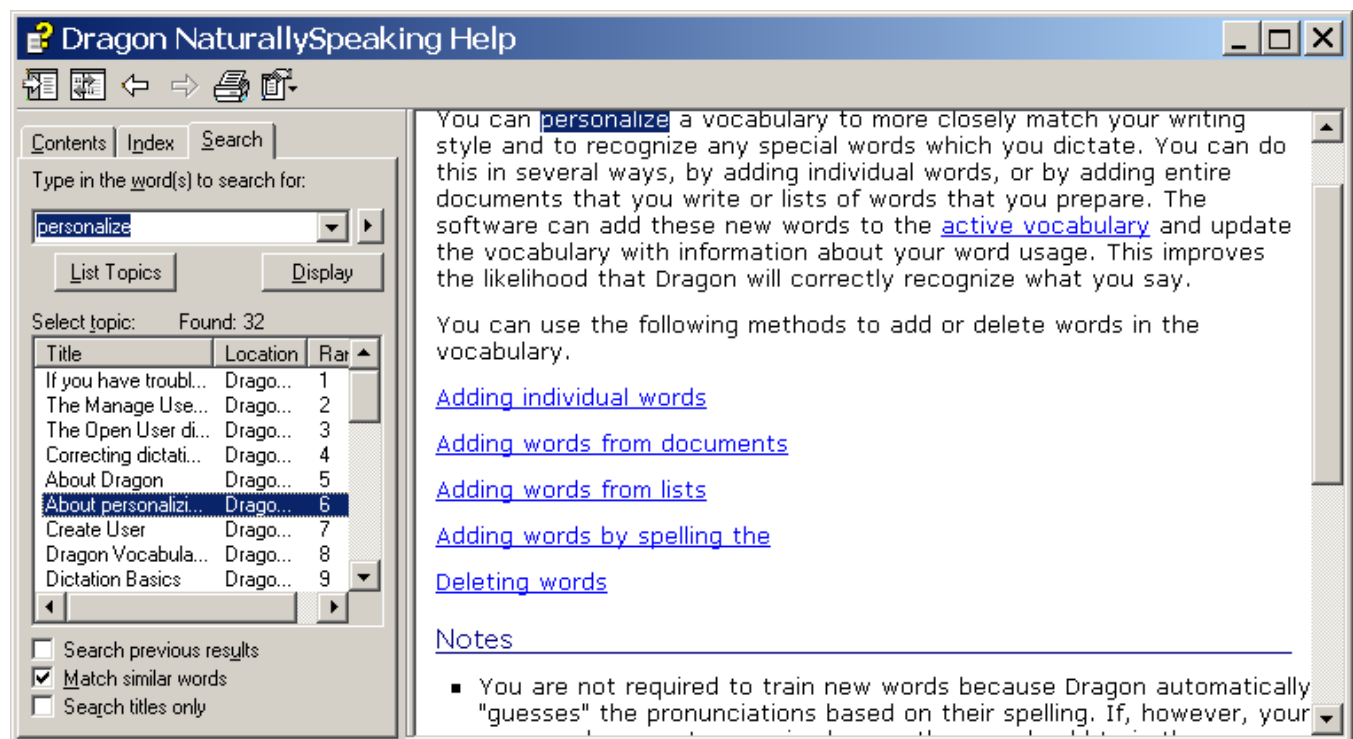 Dragon NaturallySpeaking Help
Contents Index Search
Type in the word(s) to search for:
personalize
List Topics Display
Select topic: Found: 32
Title Location Ran
If you have troubl... Drago... 1
The Manage Use... Drago... 2
The Open User di... Drago... 3
Correcting dictati... Drago... 4
About Dragon Drago... 5
About personalizi... Drago... 6
Create User Drago... 7
Dragon Vocabula... Drago... 8
Dictation Basics Drago... 9
Search previous results
Match similar words
Search titles only
You can personalize a vocabulary to more closely match your writing
style and to recognize any special words which you dictate. You can do
this in several ways, by adding individual words, or by adding entire
documents that you write or lists of words that you prepare. The
software can add these new words to the active vocabulary and update
the vocabulary with information about your word usage. This improves
the likelihood that Dragon will correctly recognize what you say.
You can use the following methods to add or delete words in the
vocabulary.
Adding individual words
Adding words from documents
Adding words from lists
Adding words by spelling the
Deleting words
Notes
▪ You are not required to train new words because Dragon automatically
"guesses" the pronunciations based on their spelling. If, however, your